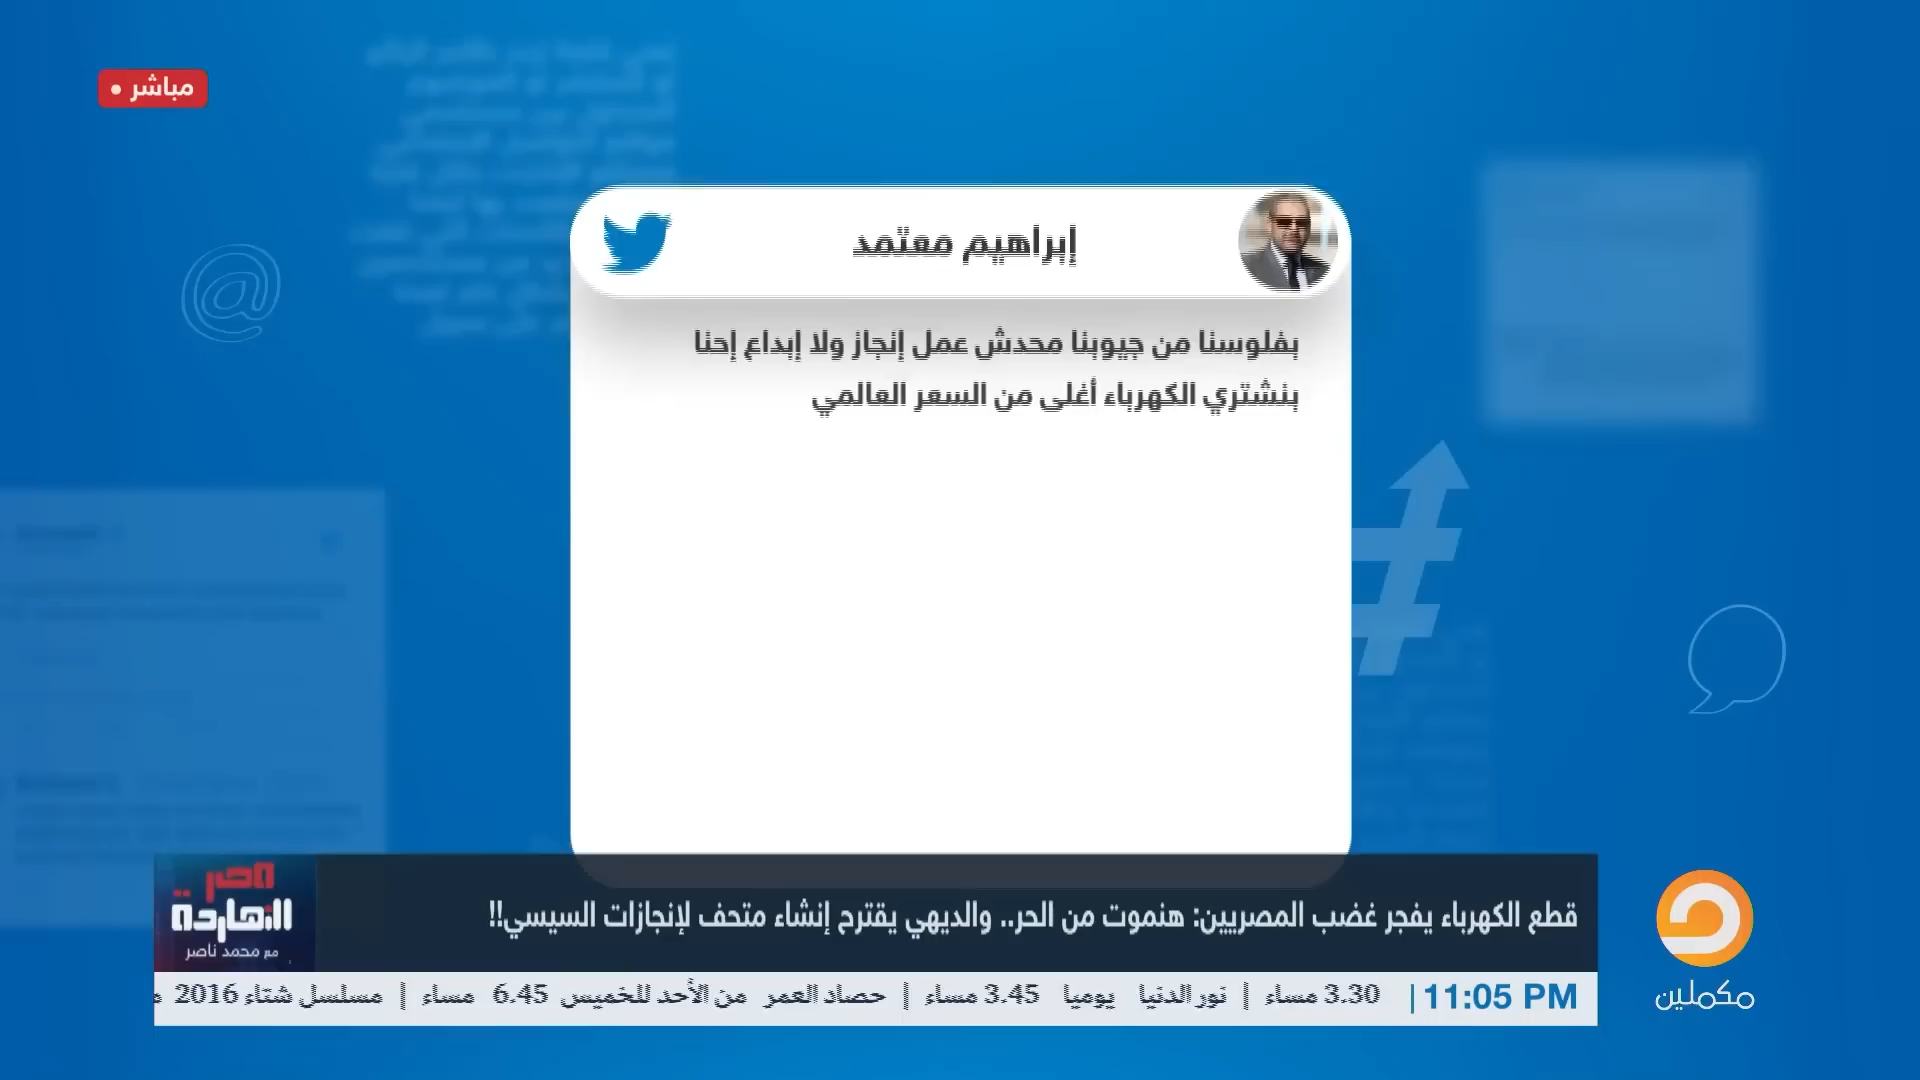 مباشر
إبراهيم معتمد
بفلوسنا من جيوبنا محدش عمل إنجاز ولا إبداع إحنا
بنشتري الكهرباء أغلى من السعر العالمي
مصر
النهاردة
مع محمد ناصر
قطع الكهرباء يفجر غضب المصريين: هنموت من الحر.. والديهي يقترح إنشاء متحف لإنجازات السيسي!!
11:05 PM | 3.30 مساء | نور الدنيا يوميا 3.45 مساء | حصاد العمر من الأحد للخميس 6.45 مساء | مسلسل شتاء 2016
مكملين